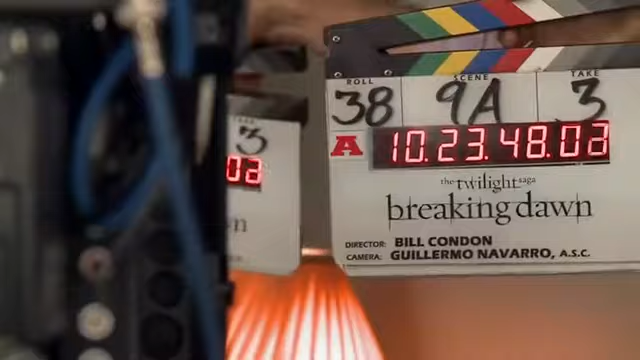 ROLL SCENE TAKE
38 9A 3
A 10.23.48.02
the twilight saga
breaking dawn
DIRECTOR: BILL CONDON
CAMERA: GUILLERMO NAVARRO, A.S.C.
3
n